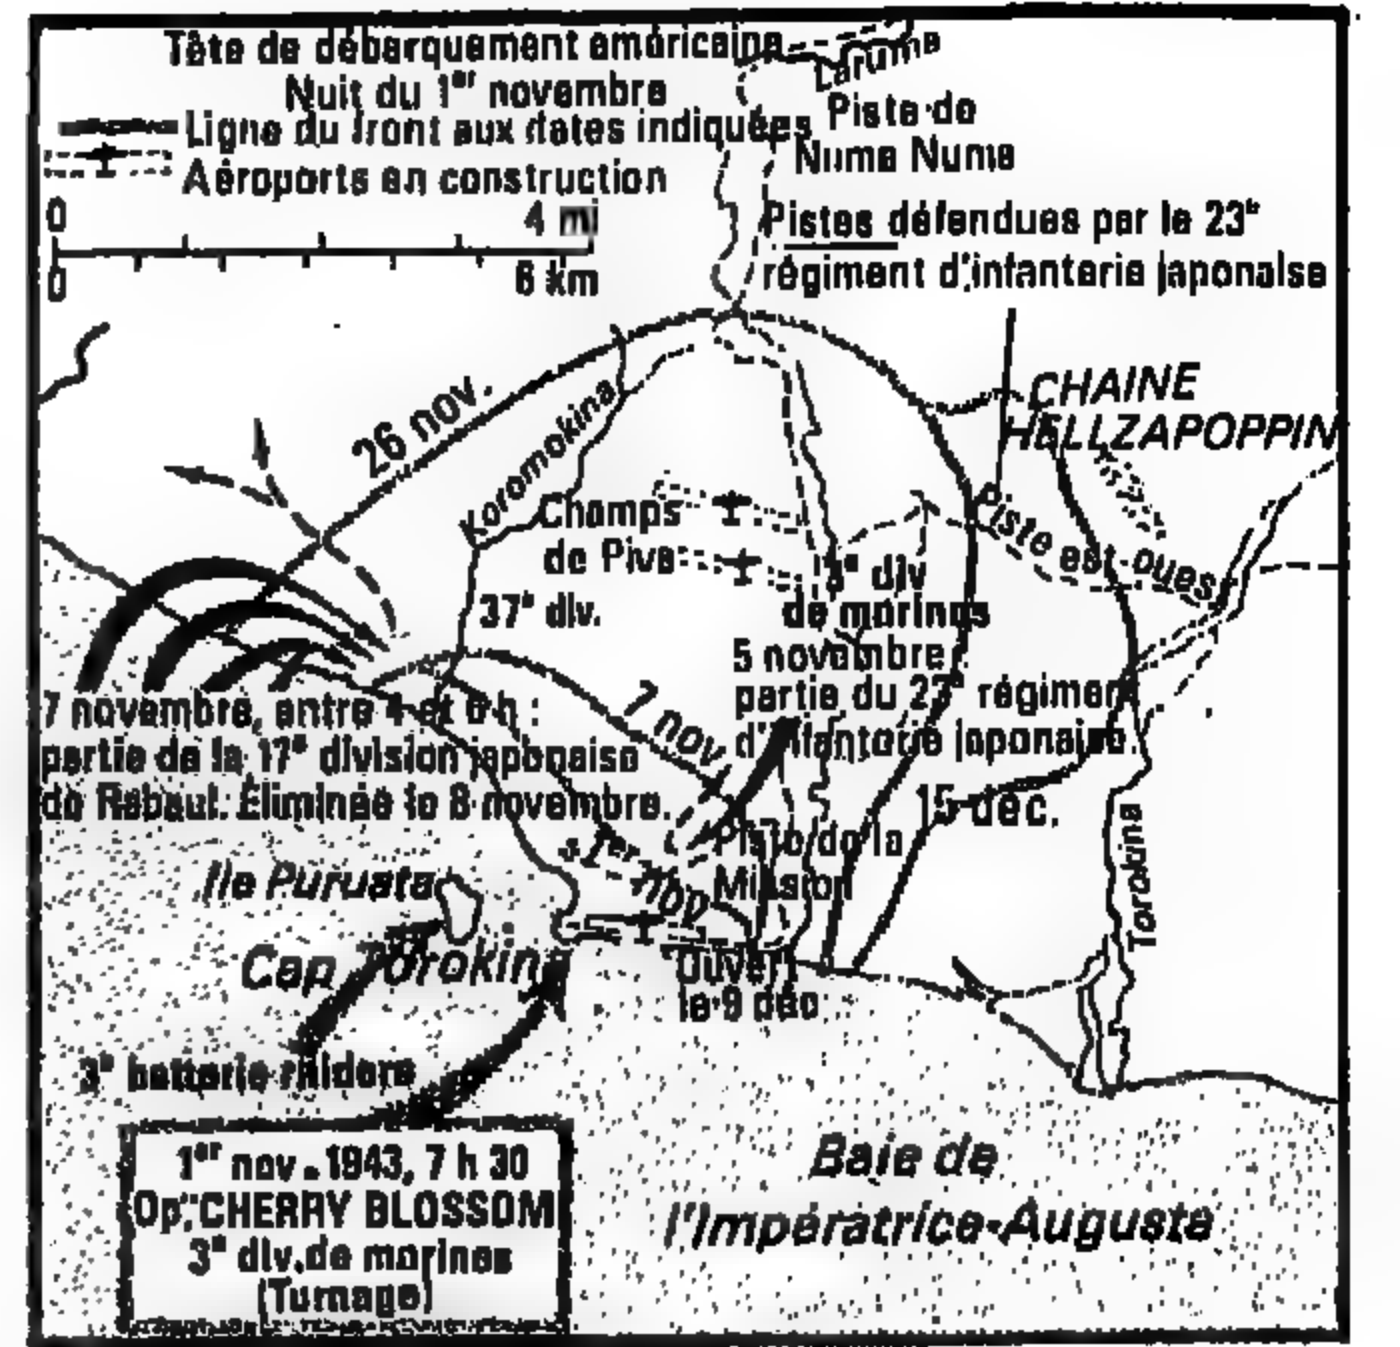 Tête de débarquement américaine
Nuit du 1er novembre
Ligne du front aux dates indiquées
Aéroports en construction
0 4 mi
0 6 km
Laruma
Piste de
Numa Numa
Pistes défendues par le 23e
régiment d'infanterie japonaise
CHAINE
HELLZAPOPPIN
26 nov.
Koromokina
Champs
de Piva
Piste est-oues
37e div.
3e div
de marines
5 novembre
partie du 23e régiment
d'infanterie japonaise.
7 nov.
7 novembre, entre 4 et 6 h :
partie de la 17e division japonaise
de Rabaul. Éliminée le 8 novembre.
15 déc.
1er nov
Piste de la
Mission
Torokina
Ile Puruata
Cap Torokina
Ouvert
le 9 déc
3e batterie raiders
1er nov. 1943, 7 h 30
Op. "CHERRY BLOSSOM
3e div. de marines
(Turnage)
Baie de
l'Impératrice-Augusta